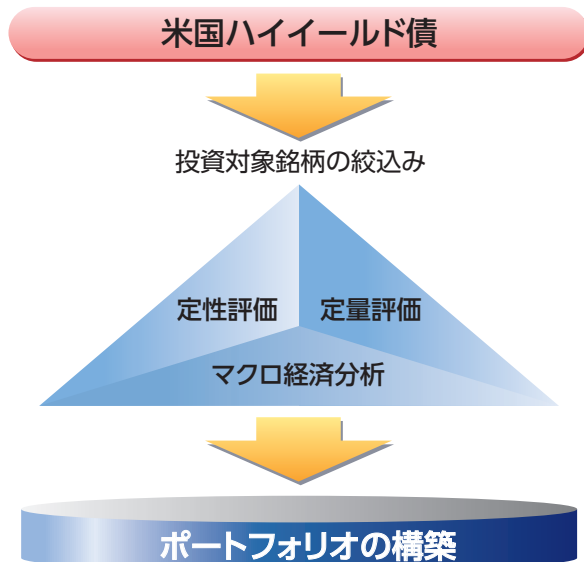 米国ハイイールド債
投資対象銘柄の絞込み
定性評価
定量評価
マクロ経済分析
ポートフォリオの構築